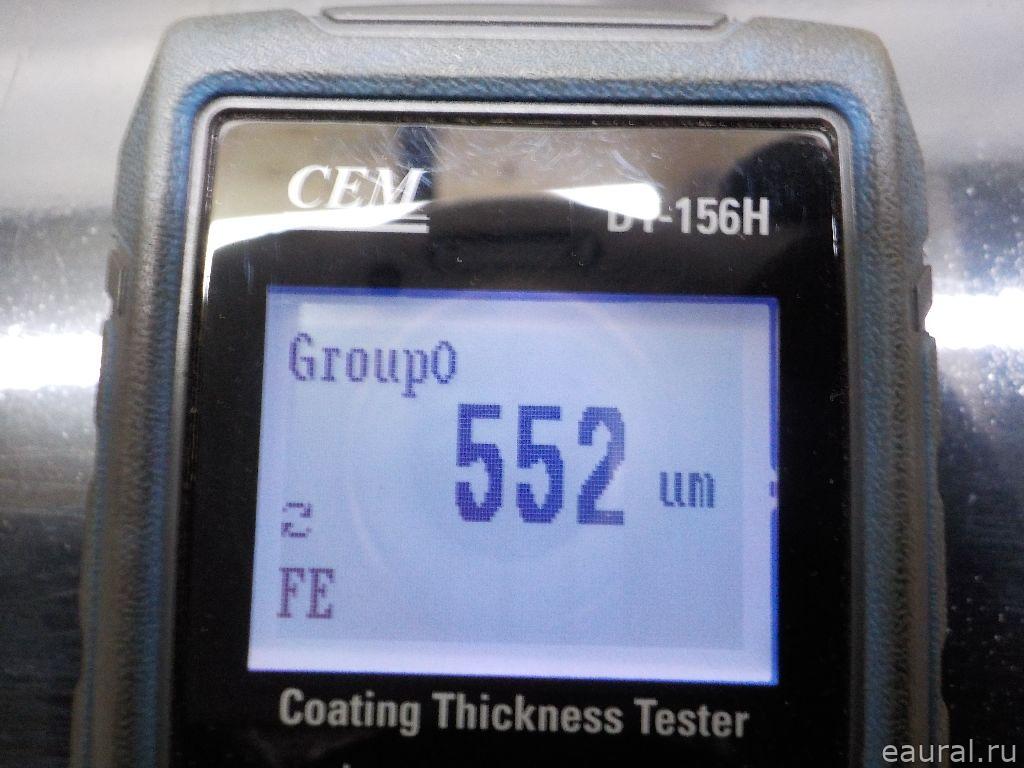 CEM
DT-156H
Group0
552 um
FE
Coating Thickness Tester
eaural.ru